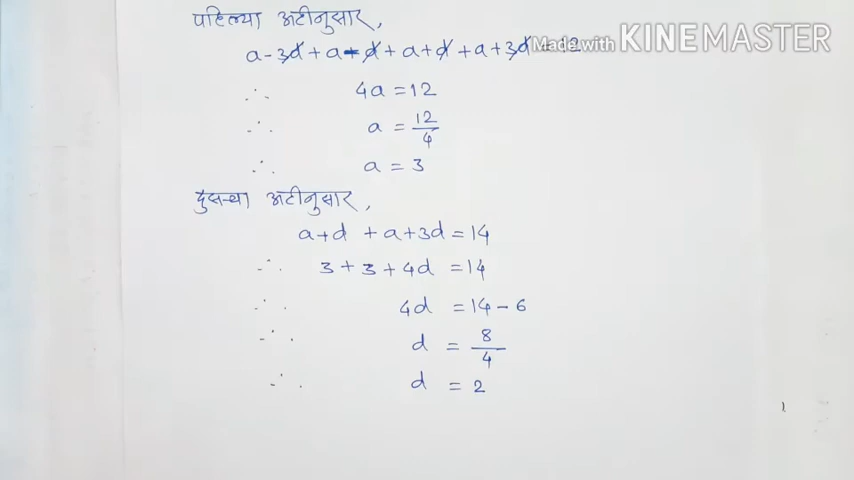 पहिल्या अटीनुसार,
a - 3d + a - d + a + d + a + 3d = 12
Made with KINEMASTER
∴ 4a = 12
∴ a = 12/4
∴ a = 3
दुसऱ्या अटीनुसार,
a + d + a + 3d = 14
∴ 3 + 3 + 4d = 14
∴ 4d = 14 - 6
∴ d = 8/4
∴ d = 2